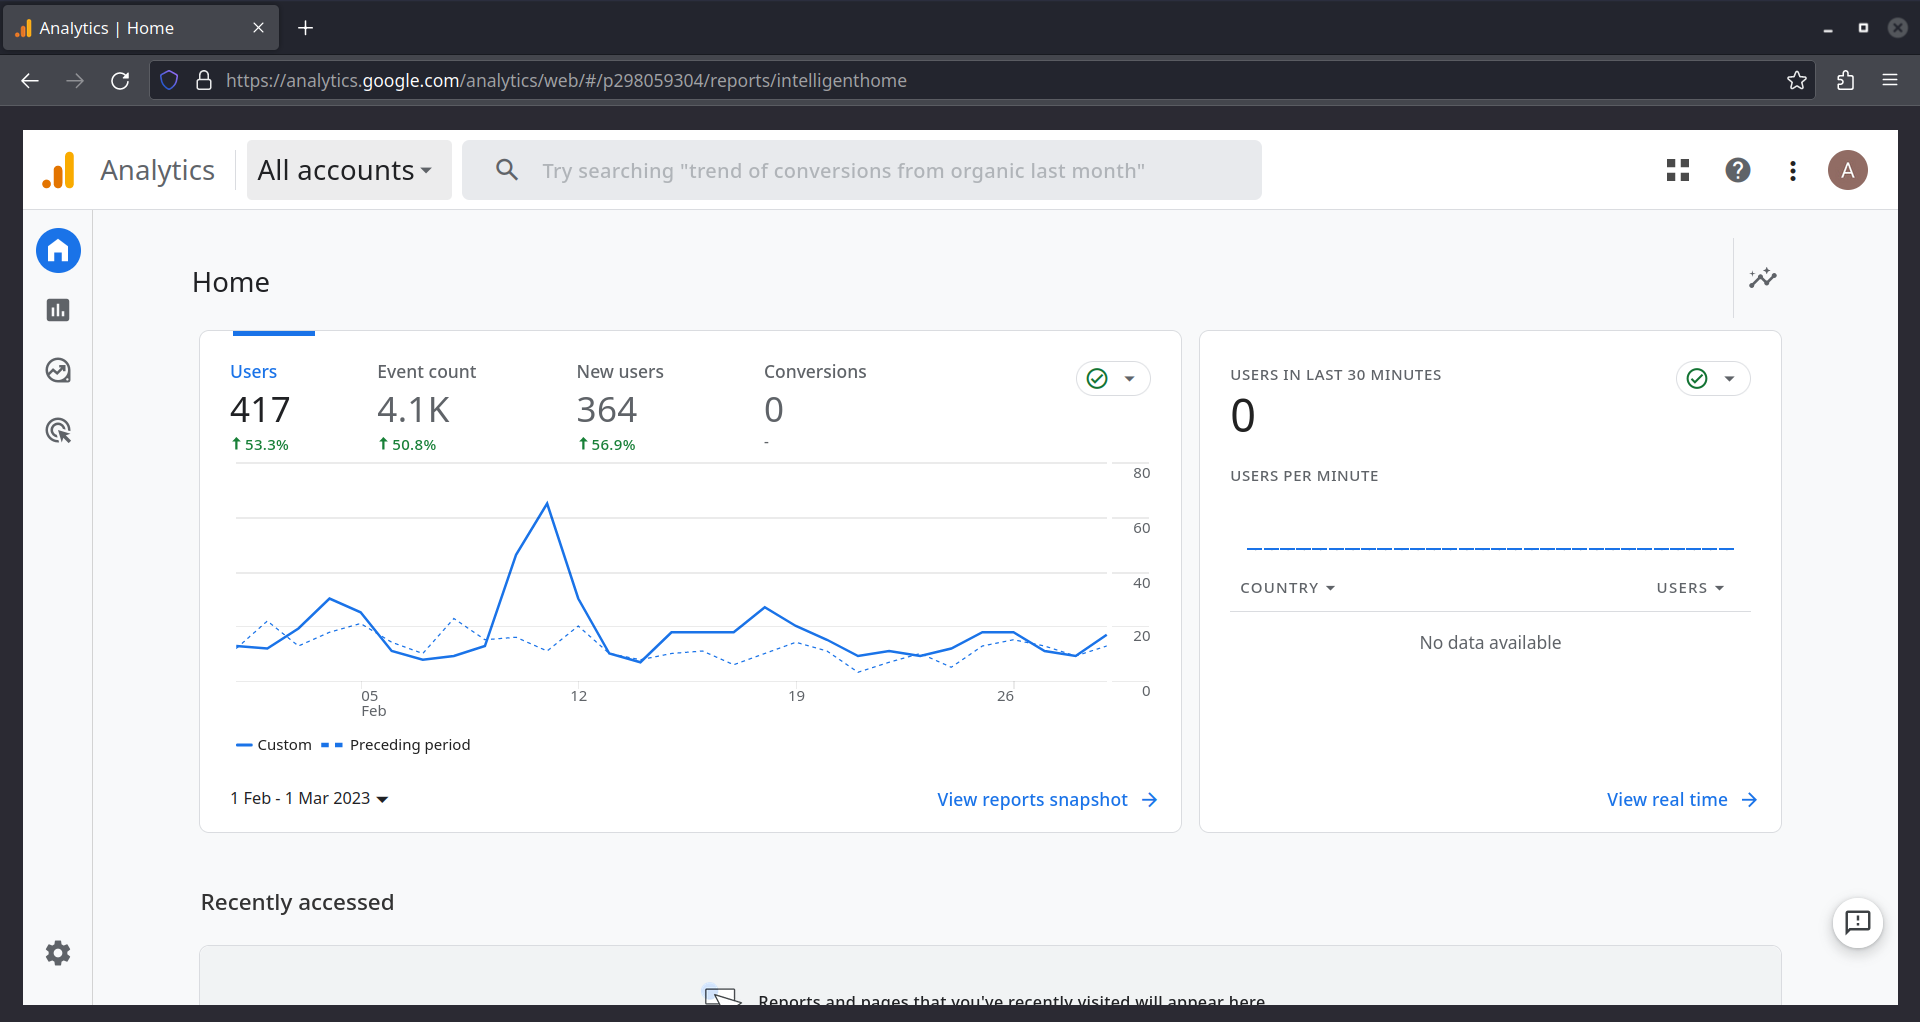 Analytics | Home
https://analytics.google.com/analytics/web/#/p298059304/reports/intelligenthome
Analytics
All accounts
Try searching "trend of conversions from organic last month"
A
Home
Users
417
53.3%
Event count
4.1K
50.8%
New users
364
56.9%
Conversions
0
-
80
60
40
20
0
05
Feb
12
19
26
Custom
Preceding period
1 Feb - 1 Mar 2023
View reports snapshot
USERS IN LAST 30 MINUTES
0
USERS PER MINUTE
COUNTRY
USERS
No data available
View real time
Recently accessed
Reports and pages that you've recently visited will appear here